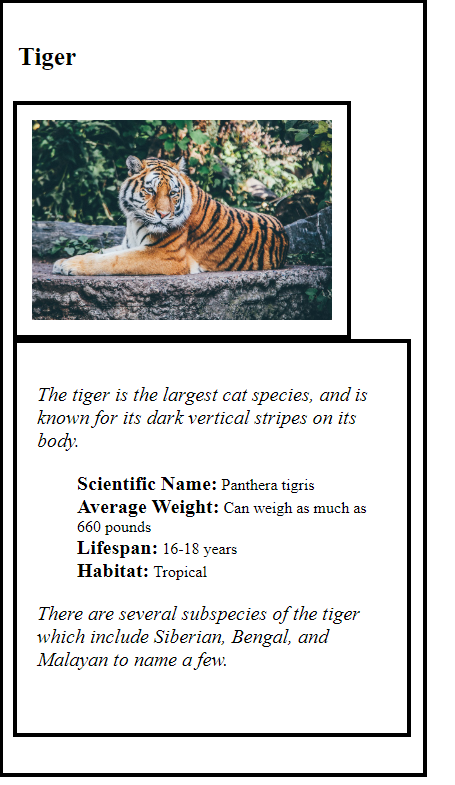 Tiger
The tiger is the largest cat species, and is
known for its dark vertical stripes on its
body.
Scientific Name: Panthera tigris
Average Weight: Can weigh as much as
660 pounds
Lifespan: 16-18 years
Habitat: Tropical
There are several subspecies of the tiger
which include Siberian, Bengal, and
Malayan to name a few.